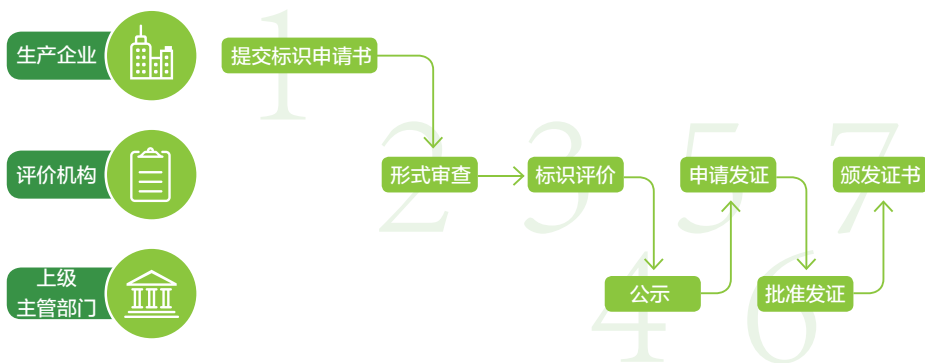 生产企业
1
提交标识申请书
评价机构
2
形式审查
3
标识评价
5
申请发证
7
颁发证书
上级
主管部门
4
公示
6
批准发证